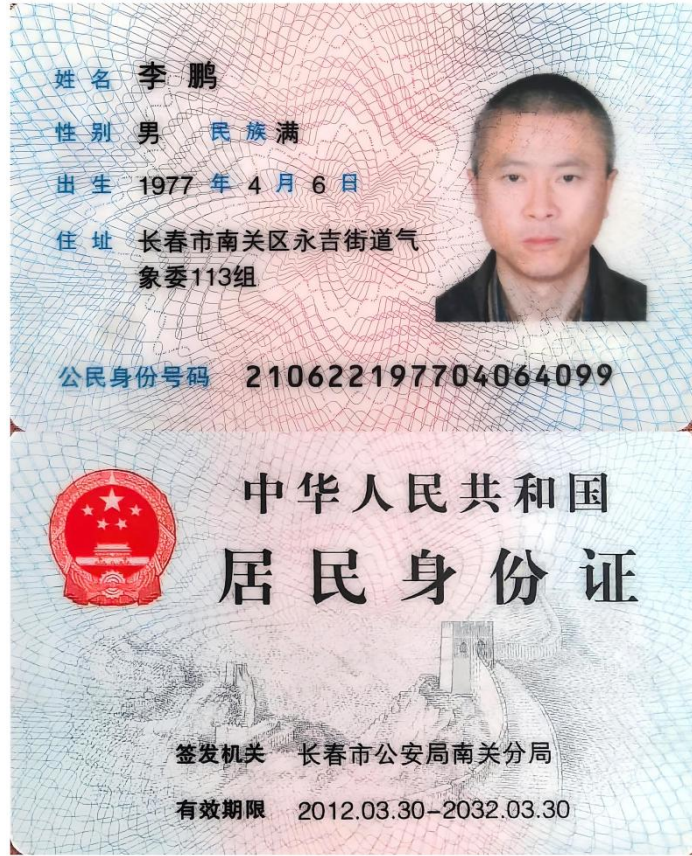 姓名 李鹏
性别 男 民族 满
出生 1977 年 4 月 6 日
住址 长春市南关区永吉街道气
象委113组
公民身份号码 210622197704064099
中华人民共和国
居民身份证
签发机关 长春市公安局南关分局
有效期限 2012.03.30-2032.03.30